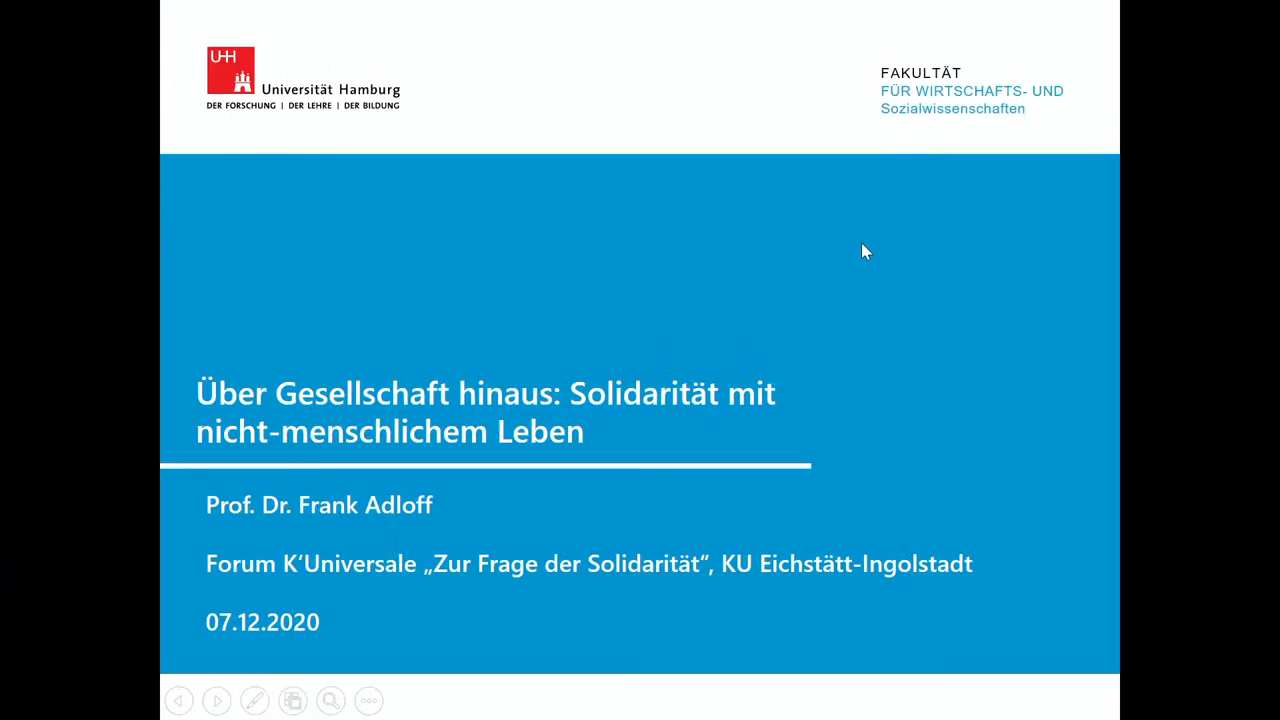 UHH
Universität Hamburg
DER FORSCHUNG | DER LEHRE | DER BILDUNG
FAKULTÄT
FÜR WIRTSCHAFTS- UND
Sozialwissenschaften
Über Gesellschaft hinaus: Solidarität mit
nicht-menschlichem Leben
Prof. Dr. Frank Adloff
Forum K‘Universale „Zur Frage der Solidarität“, KU Eichstätt-Ingolstadt
07.12.2020